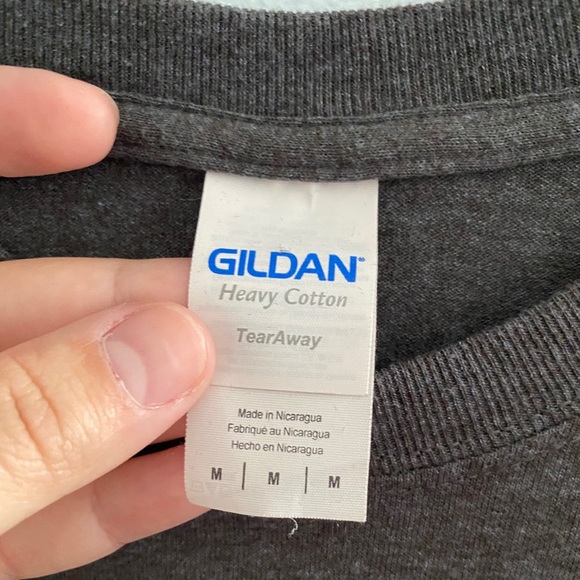 GILDAN
Heavy Cotton
TearAway
Made in Nicaragua
Fabriqué au Nicaragua
Hecho en Nicaragua
M | M | M